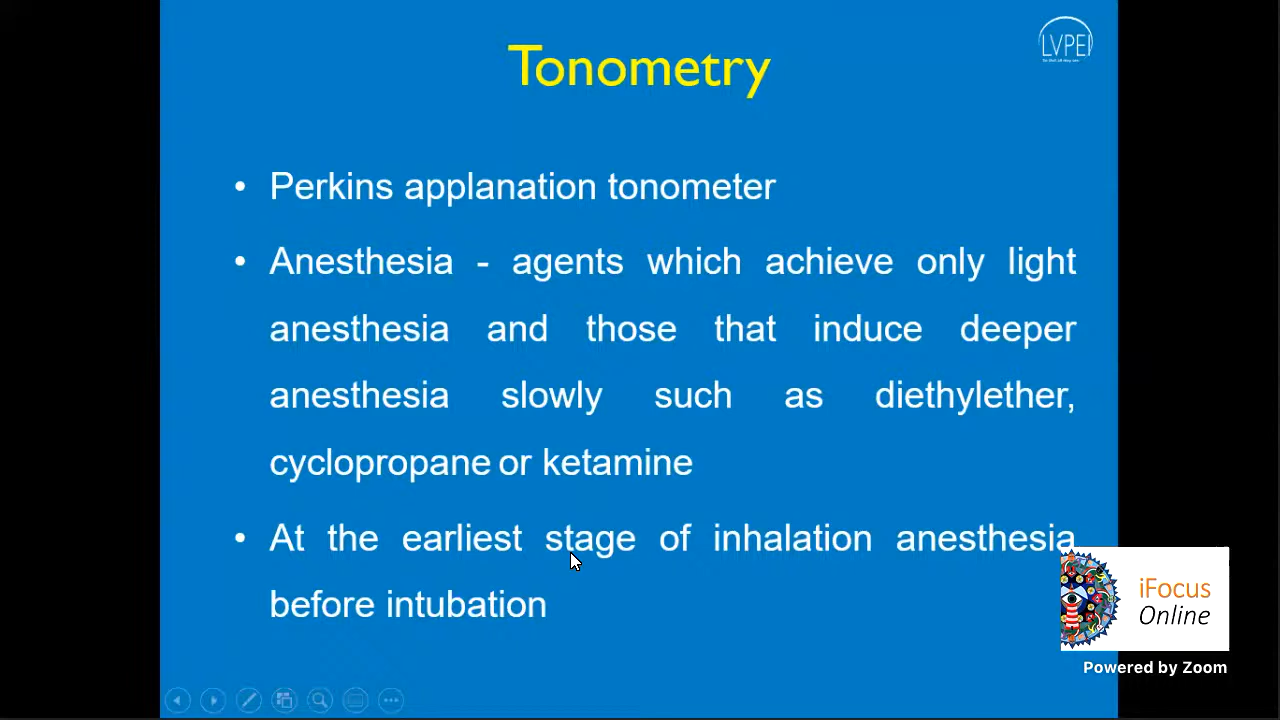 Tonometry
LVPEI
• Perkins applanation tonometer
• Anesthesia - agents which achieve only light
anesthesia and those that induce deeper
anesthesia slowly such as diethylether,
cyclopropane or ketamine
• At the earliest stage of inhalation anesthesia
before intubation
iFocus
Online
Powered by Zoom